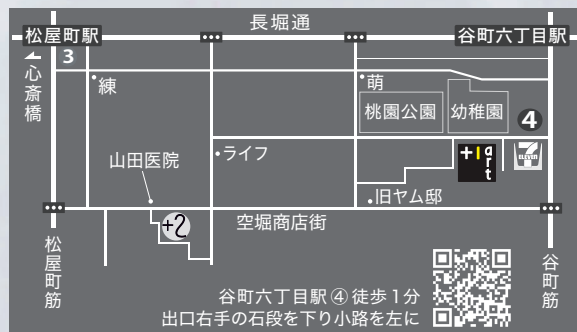 長堀通
松屋町駅
谷町六丁目駅
3
心斎橋
練
萌
桃園公園
幼稚園
4
ライフ
山田医院
+1art
7
ELEVEN
旧ヤム邸
+2
空堀商店街
松屋町筋
谷町筋
谷町六丁目駅④徒歩1分
出口右手の石段を下り小路を左に